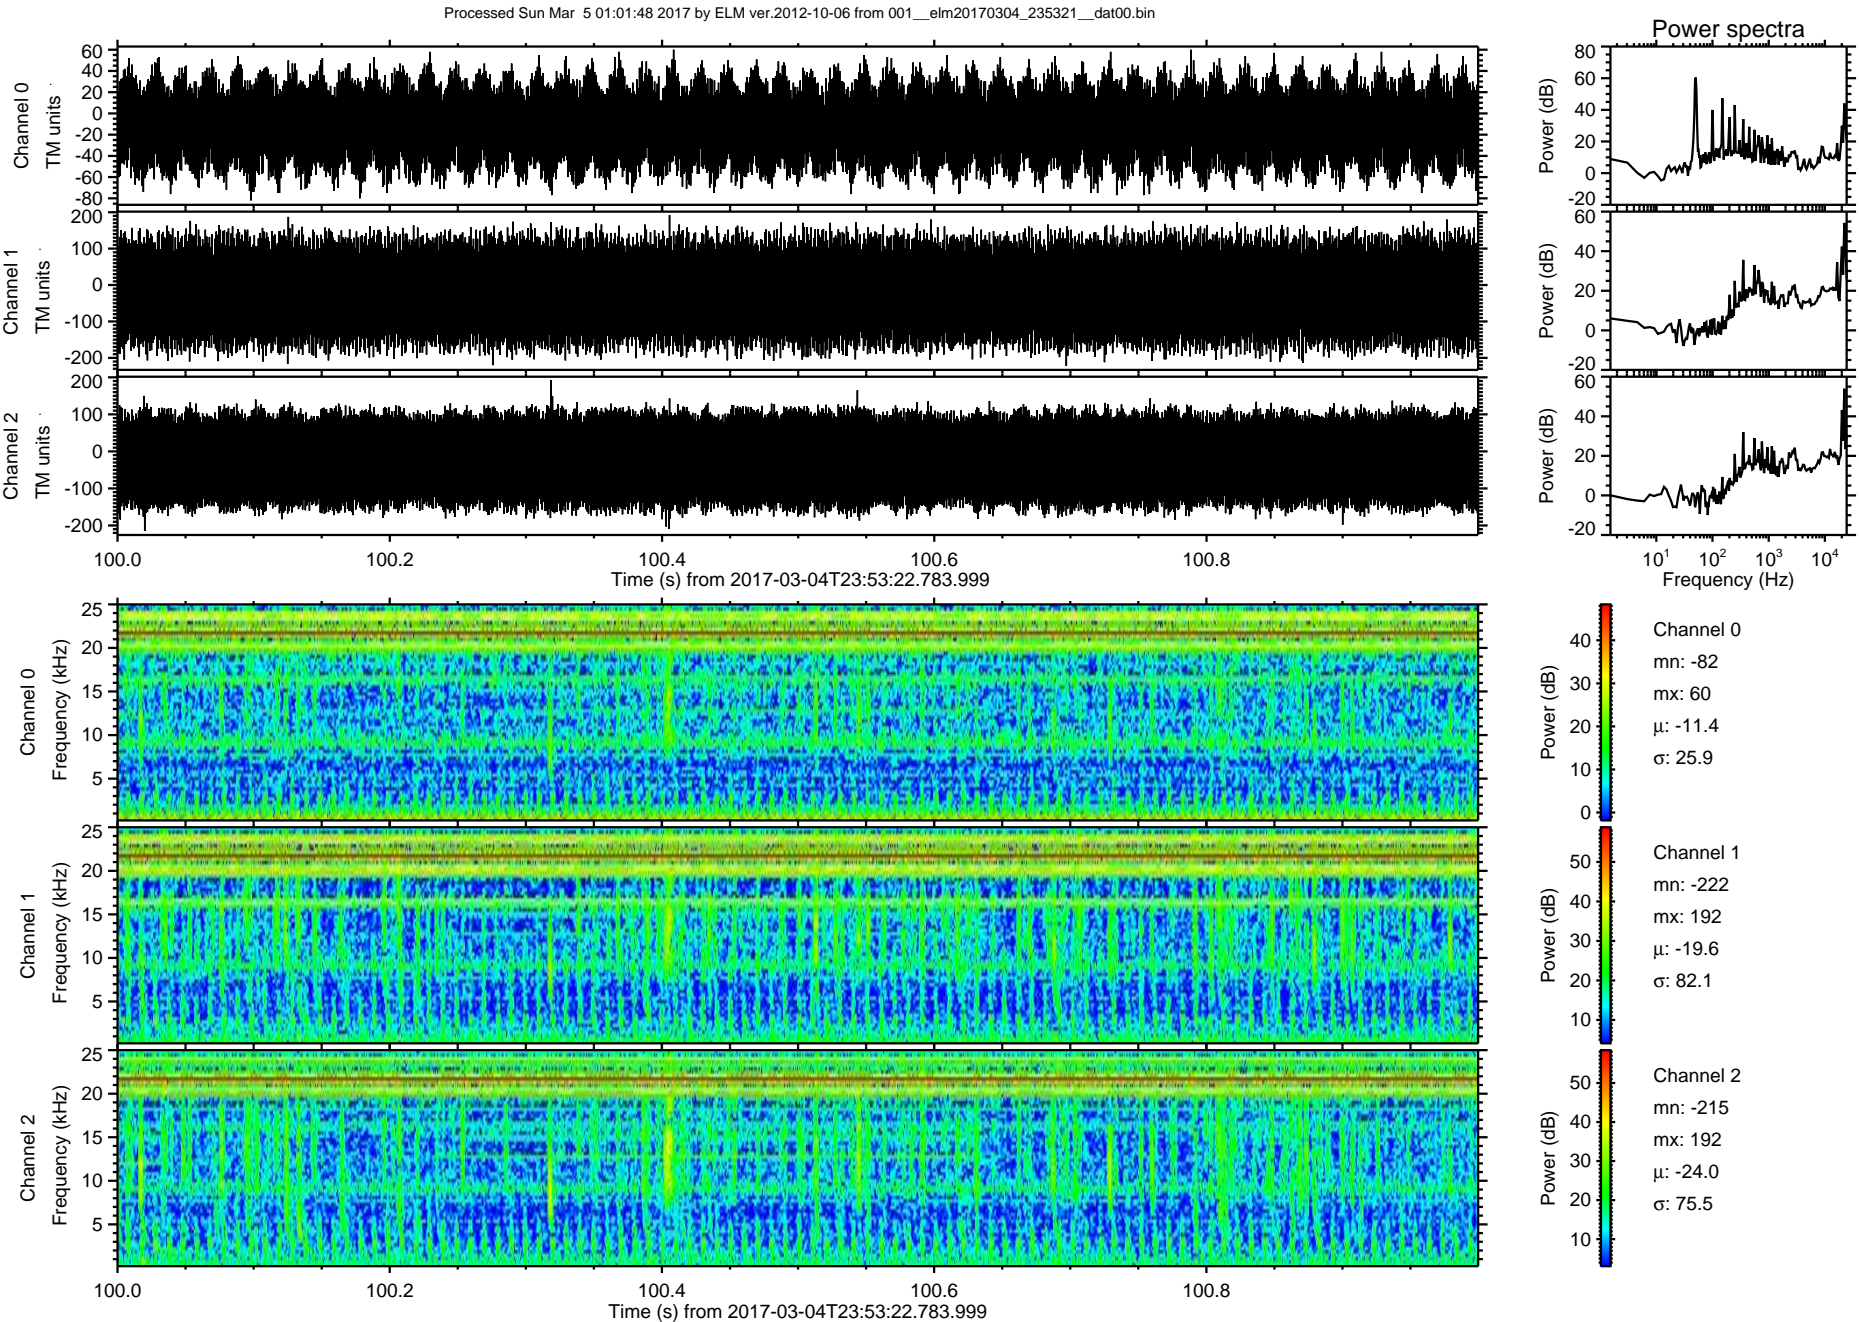 Processed Sun Mar  5 01:01:48 2017 by ELM ver.2012-10-06 from 001__elm20170304_235321__dat00.bin
Power spectra
Channel 0
TM units
60
40
20
0
-20
-40
-60
-80
Power (dB)
80
60
40
20
0
-20
Channel 1
TM units
200
100
0
-100
-200
Power (dB)
60
40
20
0
-20
Channel 2
TM units
200
100
0
-100
-200
Power (dB)
60
40
20
0
-20
100.0 100.2 100.4 100.6 100.8
Time (s) from 2017-03-04T23:53:22.783.999
10¹ 10² 10³ 10⁴
Frequency (Hz)
Channel 0
Frequency (kHz)
25
20
15
10
5
Power (dB)
40
30
20
10
0
Channel 0
mn: -82
mx: 60
μ: -11.4
σ: 25.9
Channel 1
Frequency (kHz)
25
20
15
10
5
Power (dB)
50
40
30
20
10
Channel 1
mn: -222
mx: 192
μ: -19.6
σ: 82.1
Channel 2
Frequency (kHz)
25
20
15
10
5
Power (dB)
50
40
30
20
10
Channel 2
mn: -215
mx: 192
μ: -24.0
σ: 75.5
100.0 100.2 100.4 100.6 100.8
Time (s) from 2017-03-04T23:53:22.783.999